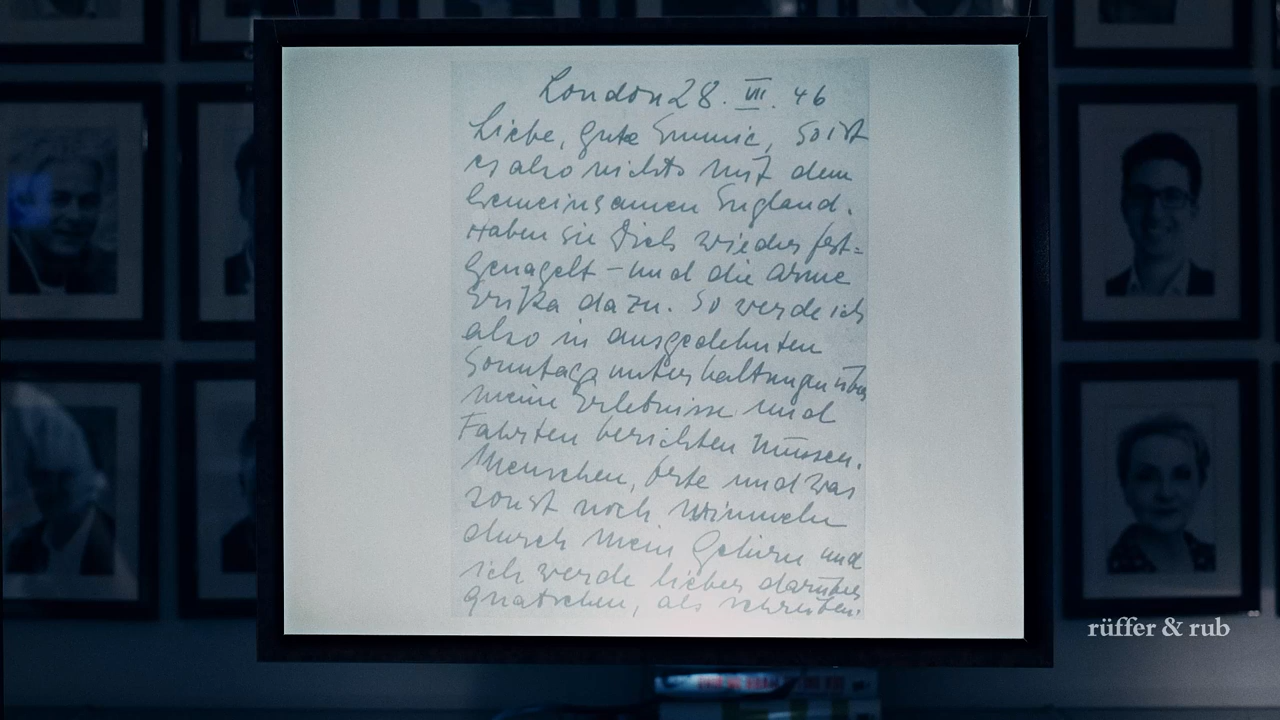 London 28. VII. 46
Liebe, gute Emmie, So ist
es also nichts mit dem
Gemeinsamen England.
Haben sie Dich wieder fest=
genagelt – und die arme
Erika dazu. So werde ich
also in ausgedehnten
Sonntagsunterhaltungen über
meine Erlebnisse und
Fahrten berichten müssen.
Menschen, Orte und was
sonst noch wimmeln
durch mein Gehirn und
ich werde lieber darüber
quatschen, als schreiben.
rüffer & rub